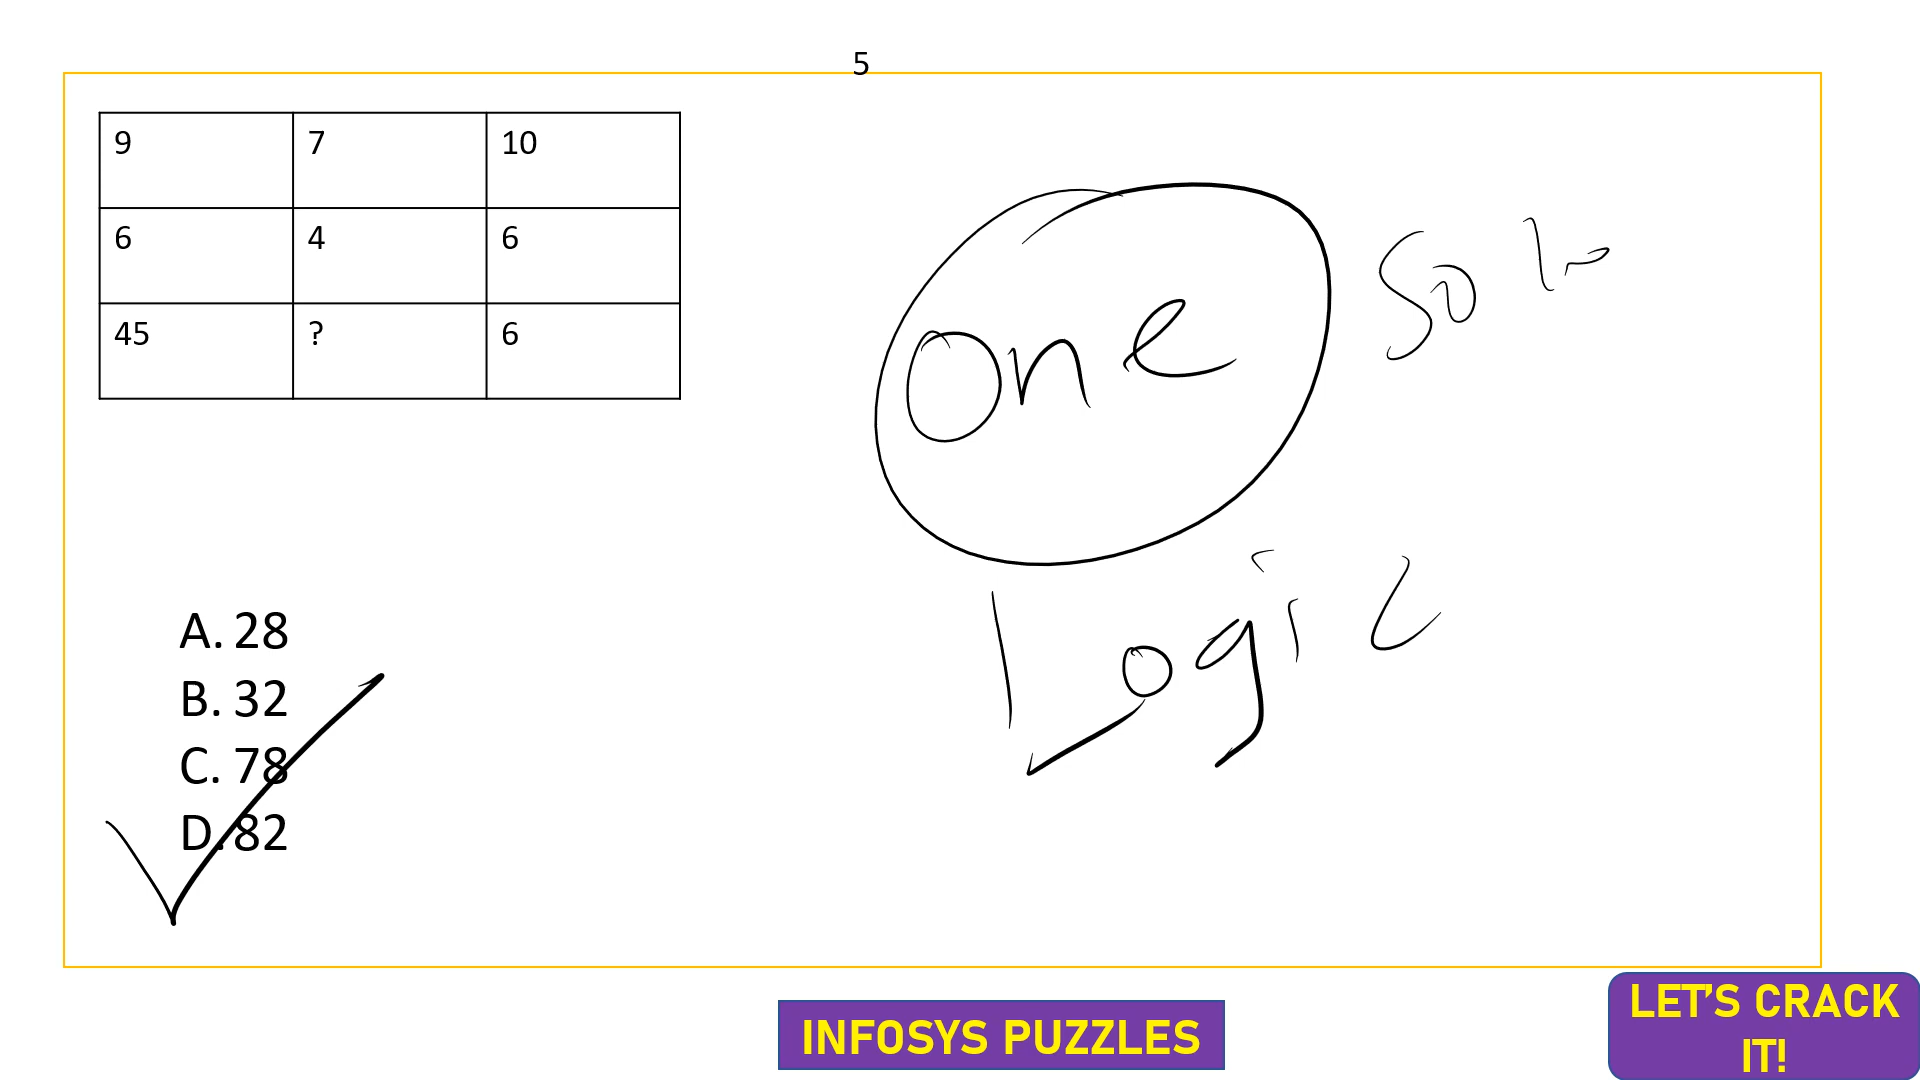 5
9 7 10
6 4 6
45 ? 6
one
Logic
A. 28
B. 32
C. 78
D. 82
INFOSYS PUZZLES
LET'S CRACK
IT!